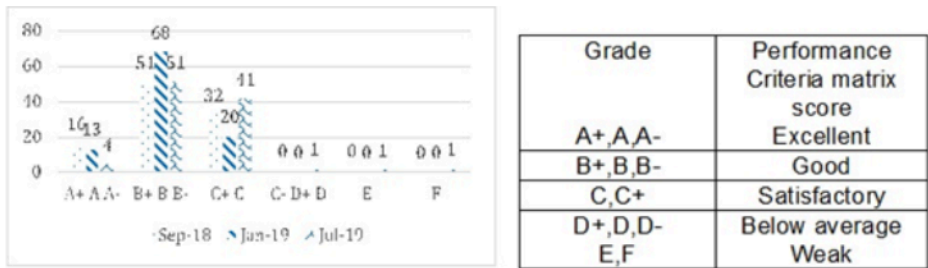 80
60
40
20
0
16 13 4
51 68 51
32 20 41
0 0 1
0 0 1
0 0 1
A+ A A-
B+ B B-
C+ C
C- D+ D
E
F
Sep-18 Jan-19 Jul-19
Grade
Performance
Criteria matrix
score
A+,A,A-
Excellent
B+,B,B-
Good
C,C+
Satisfactory
D+,D,D-
Below average
E,F
Weak